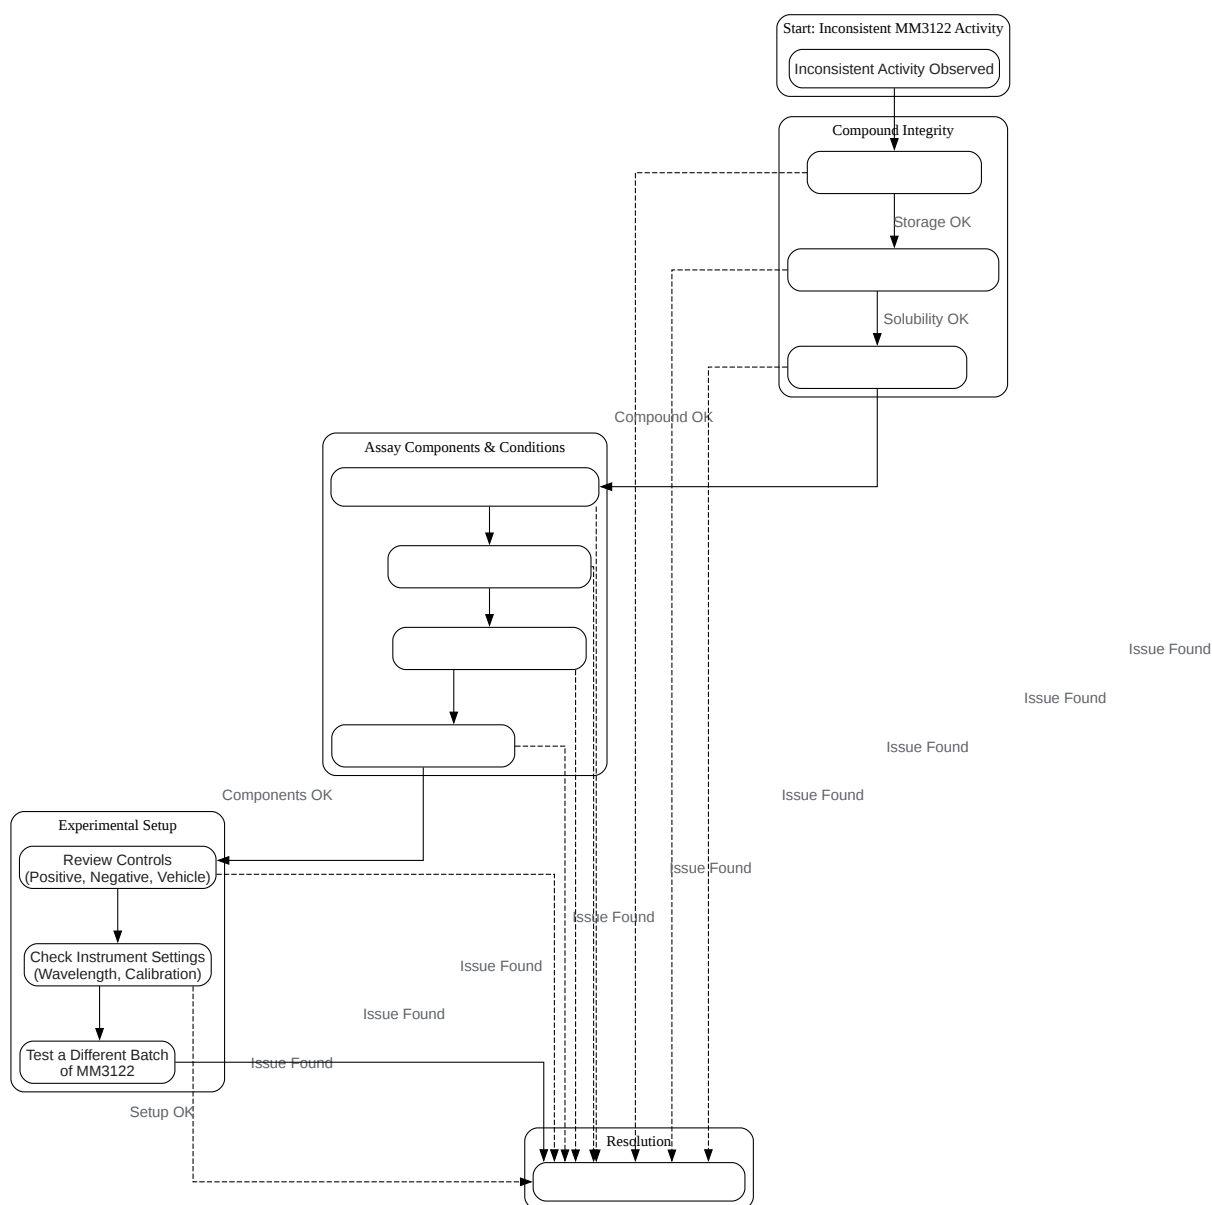 Start: Inconsistent MM3122 Activity
Inconsistent Activity Observed
Compound Integrity
Storage OK
Solubility OK
Compound OK
Assay Components & Conditions
Issue Found
Issue Found
Issue Found
Components OK
Issue Found
Experimental Setup
Review Controls
(Positive, Negative, Vehicle)
Issue Found
Issue Found
Check Instrument Settings
(Wavelength, Calibration)
Issue Found
Issue Found
Test a Different Batch
of MM3122
Issue Found
Setup OK
Resolution